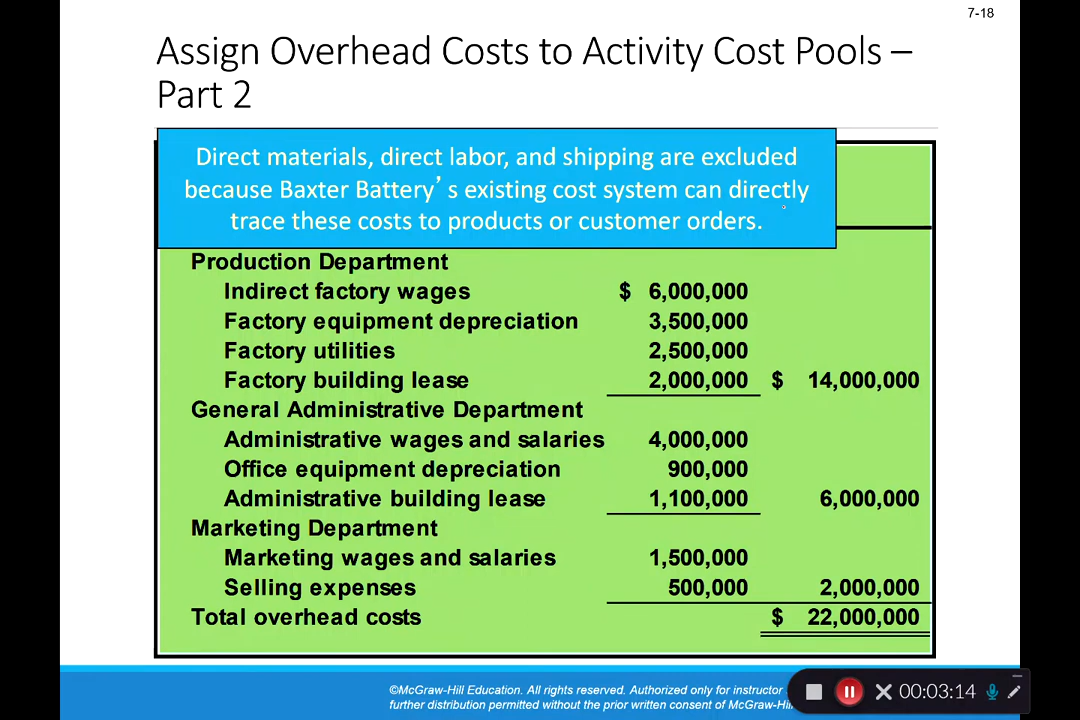 7-18
Assign Overhead Costs to Activity Cost Pools –
Part 2
Direct materials, direct labor, and shipping are excluded
because Baxter Battery's existing cost system can directly
trace these costs to products or customer orders.
Production Department
Indirect factory wages $ 6,000,000
Factory equipment depreciation 3,500,000
Factory utilities 2,500,000
Factory building lease 2,000,000 $ 14,000,000
General Administrative Department
Administrative wages and salaries 4,000,000
Office equipment depreciation 900,000
Administrative building lease 1,100,000 6,000,000
Marketing Department
Marketing wages and salaries 1,500,000
Selling expenses 500,000 2,000,000
Total overhead costs $ 22,000,000
©McGraw-Hill Education. All rights reserved. Authorized only for instructor
further distribution permitted without the prior written consent of McGraw-Hi
00:03:14